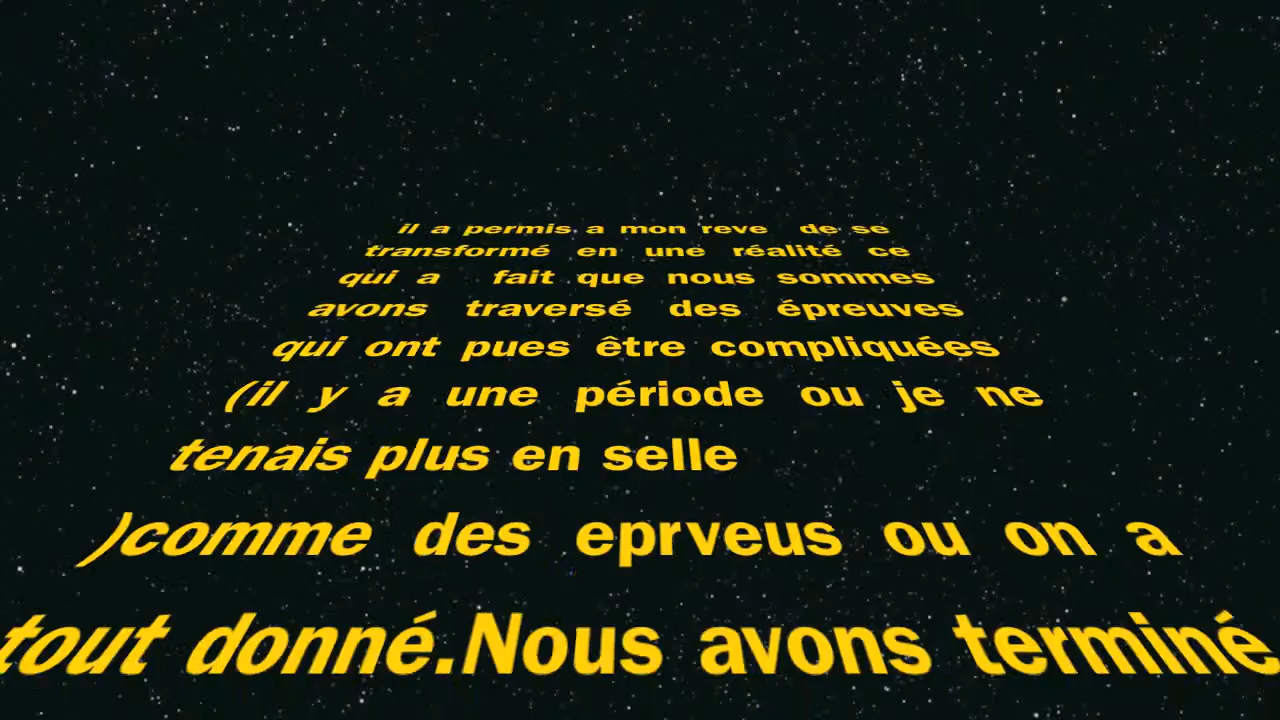 il a permis a mon reve de se
transformé en une réalité ce
qui a fait que nous sommes
avons traversé des épreuves
qui ont pues être compliquées
(il y a une période ou je ne
tenais plus en selle
)comme des eprveus ou on a
tout donné.Nous avons terminé